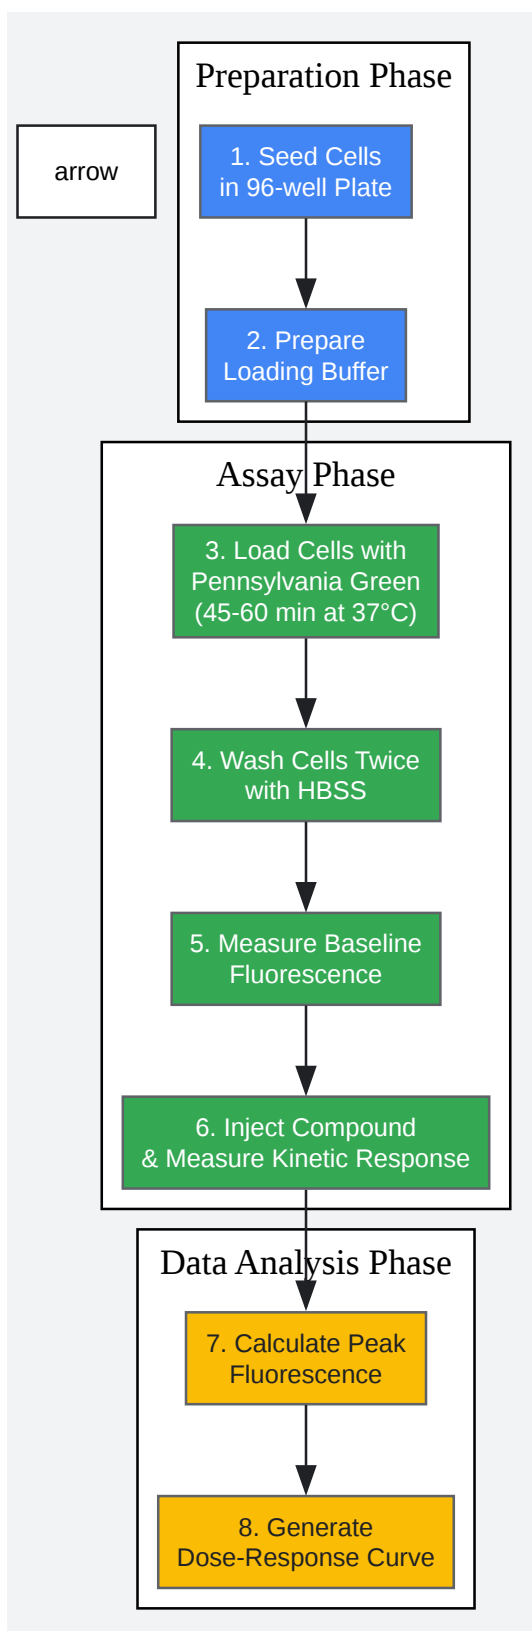 Preparation Phase
arrow
1. Seed Cells
in 96-well Plate
2. Prepare
Loading Buffer
Assay Phase
3. Load Cells with
Pennsylvania Green
(45-60 min at 37°C)
4. Wash Cells Twice
with HBSS
5. Measure Baseline
Fluorescence
6. Inject Compound
& Measure Kinetic Response
Data Analysis Phase
7. Calculate Peak
Fluorescence
8. Generate
Dose-Response Curve